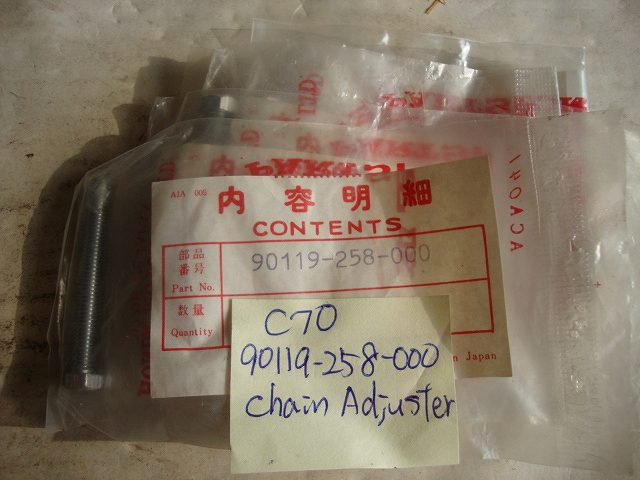 A1A 005
内容明細
CONTENTS
部品
番号
Part No.
90119-258-000
数量
Quantity
n Japan
C70
90119-258-000
Chain Adjuster